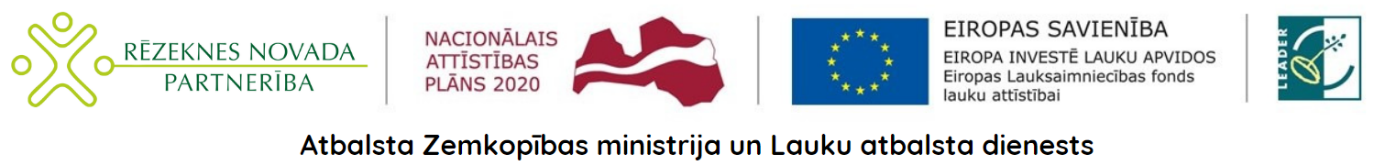 RĒZEKNES NOVADA
PARTNERĪBA
NACIONĀLAIS
ATTĪSTĪBAS
PLĀNS 2020
EIROPAS SAVIENĪBA
EIROPA INVESTĒ LAUKU APVIDOS
Eiropas Lauksaimniecības fonds
lauku attīstībai
LEADER
Atbalsta Zemkopības ministrija un Lauku atbalsta dienests